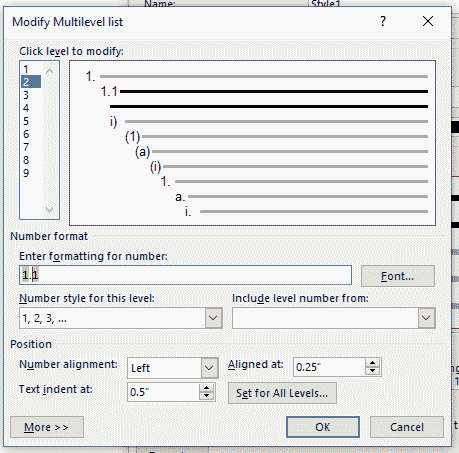 Name:
Style1
Modify Multilevel list
?
Click level to modify:
1
2
3
4
5
6
7
8
9
1.
1.1
i)
(1)
(a)
(i)
1.
a.
i.
Number format
Enter formatting for number:
1.1
Font...
Number style for this level:
Include level number from:
1, 2, 3, ...
Position
Number alignment:
Left
Aligned at:
0.25"
Text indent at:
0.5"
Set for All Levels...
More >>
OK
Cancel